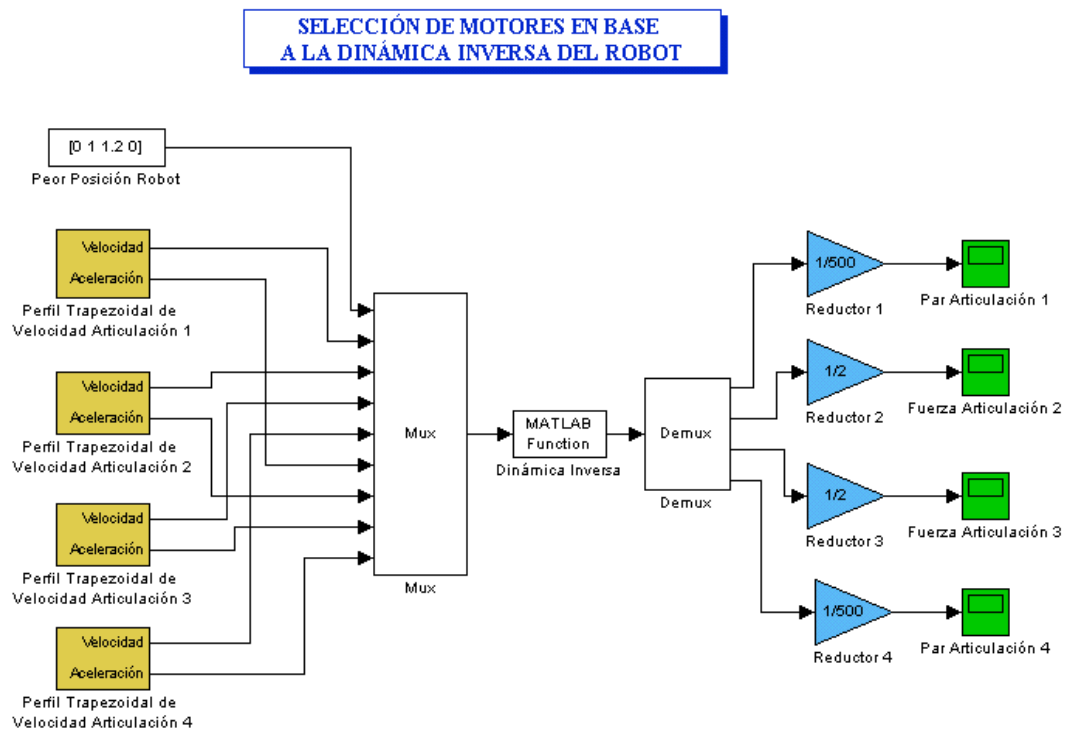 SELECCIÓN DE MOTORES EN BASE
A LA DINÁMICA INVERSA DEL ROBOT
[0 1 1.2 0]
Peor Posición Robot
Velocidad
Aceleración
Perfil Trapezoidal de
Velocidad Articulación 1
Velocidad
Aceleración
Perfil Trapezoidal de
Velocidad Articulación 2
Velocidad
Aceleración
Perfil Trapezoidal de
Velocidad Articulación 3
Velocidad
Aceleración
Perfil Trapezoidal de
Velocidad Articulación 4
Mux
Mux
MATLAB
Function
Dinámica Inversa
Demux
Demux
1/500
Reductor 1
Par Articulación 1
1/2
Reductor 2
Fuerza Articulación 2
1/2
Reductor 3
Fuerza Articulación 3
1/500
Reductor 4
Par Articulación 4